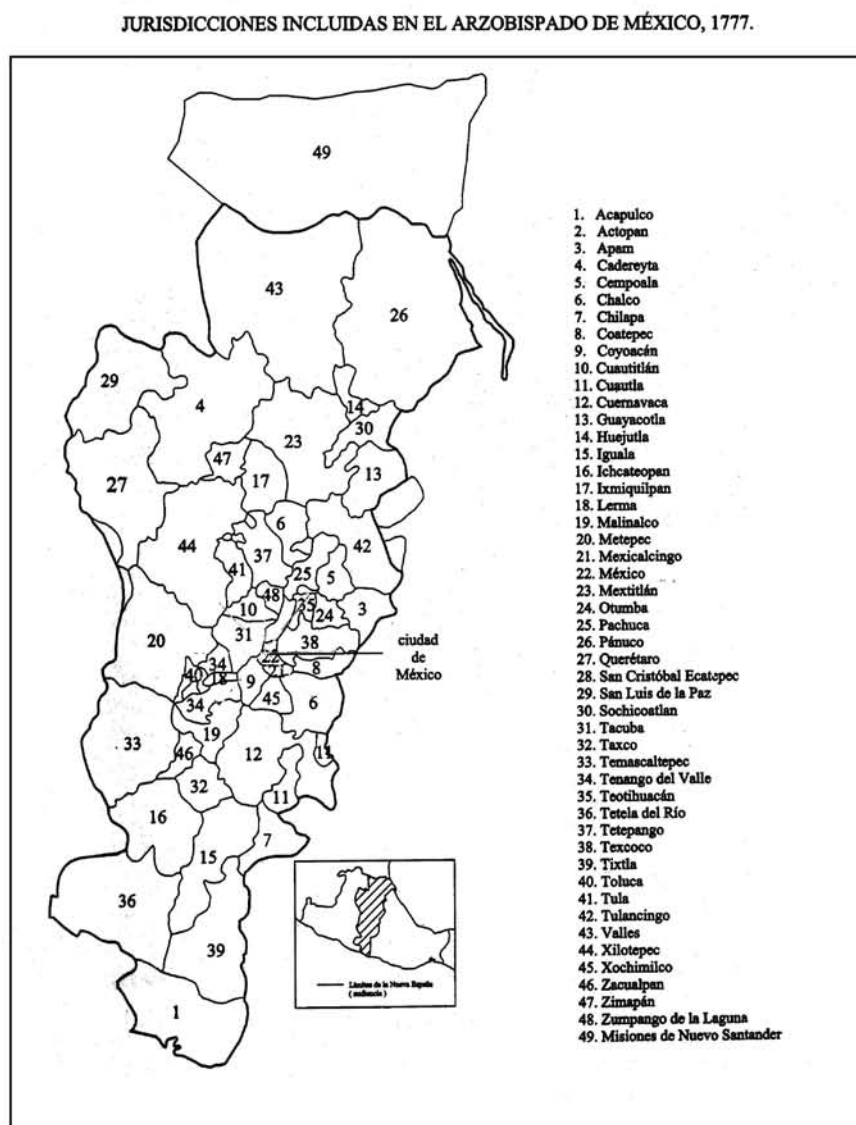 JURISDICCIONES INCLUIDAS EN EL ARZOBISPADO DE MÉXICO, 1777.
49
43
26
29
4
14
30
23
47
17
13
27
6
42
44
37
41
25
5
48
10
35
24
3
31
38
20
22
ciudad
de
México
34
8
40
18
21
9
34
45
6
19
33
46
12
11
32
11
16
7
15
36
39
1
Límites de la Nueva España
( audiencia )
1. Acapulco
2. Actopan
3. Apam
4. Cadereyta
5. Cempoala
6. Chalco
7. Chilapa
8. Coatepec
9. Coyoacán
10. Cuautitlán
11. Cuautla
12. Cuernavaca
13. Guayacotla
14. Huejutla
15. Iguala
16. Ichcateopan
17. Ixmiquilpan
18. Lerma
19. Malinalco
20. Metepec
21. Mexicalcingo
22. México
23. Mextitlán
24. Otumba
25. Pachuca
26. Pánuco
27. Querétaro
28. San Cristóbal Ecatepec
29. San Luis de la Paz
30. Sochicoatlan
31. Tacuba
32. Taxco
33. Temascaltepec
34. Tenango del Valle
35. Teotihuacán
36. Tetela del Río
37. Tetepango
38. Texcoco
39. Tixtla
40. Toluca
41. Tula
42. Tulancingo
43. Valles
44. Xilotepec
45. Xochimilco
46. Zacualpan
47. Zimapán
48. Zumpango de la Laguna
49. Misiones de Nuevo Santander